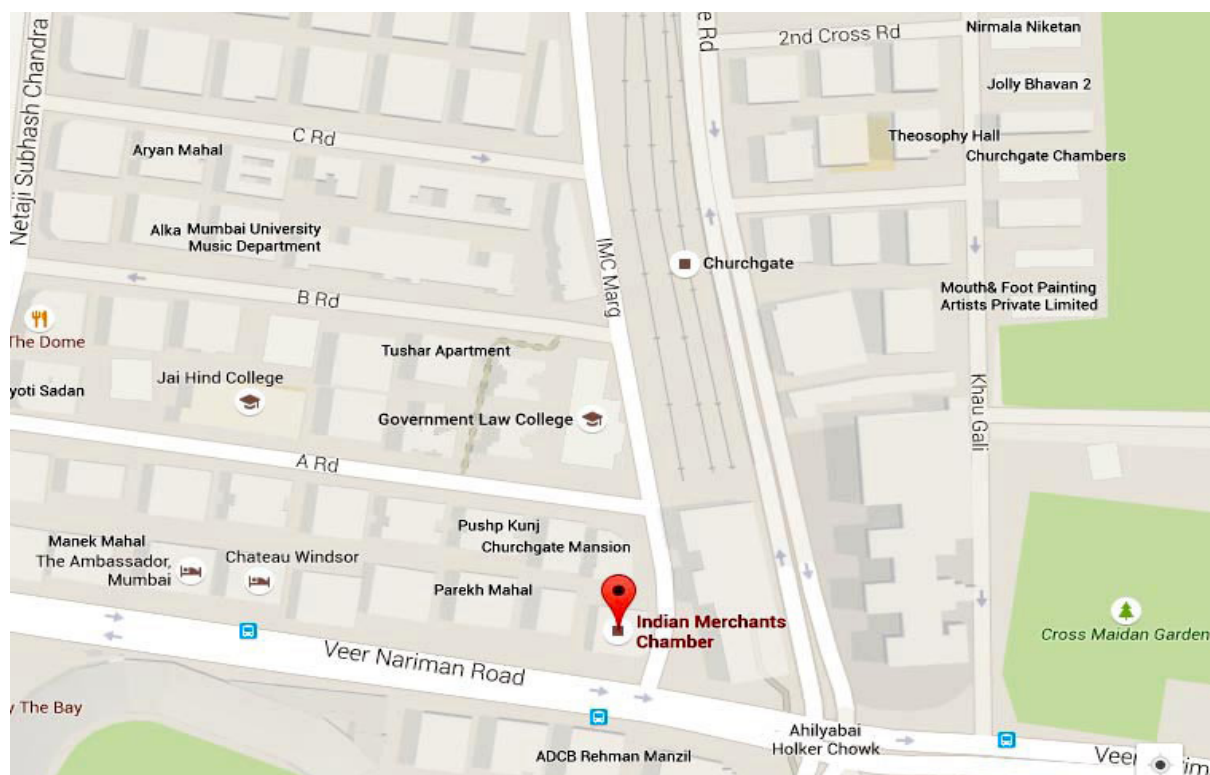 Netaji Subhash Chandra
e Rd
2nd Cross Rd
Nirmala Niketan
Jolly Bhavan 2
C Rd
Aryan Mahal
Theosophy Hall
Churchgate Chambers
Alka
Mumbai University
Music Department
IMC Marg
Churchgate
B Rd
Mouth& Foot Painting
Artists Private Limited
The Dome
Tushar Apartment
Jai Hind College
yoti Sadan
Government Law College
Khau Gali
A Rd
Pushp Kunj
Churchgate Mansion
Manek Mahal
The Ambassador,
Mumbai
Chateau Windsor
Parekh Mahal
Indian Merchants
Chamber
Cross Maidan Garden
Veer Nariman Road
y The Bay
Ahilyabai
Holker Chowk
ADCB Rehman Manzil
Veer
im